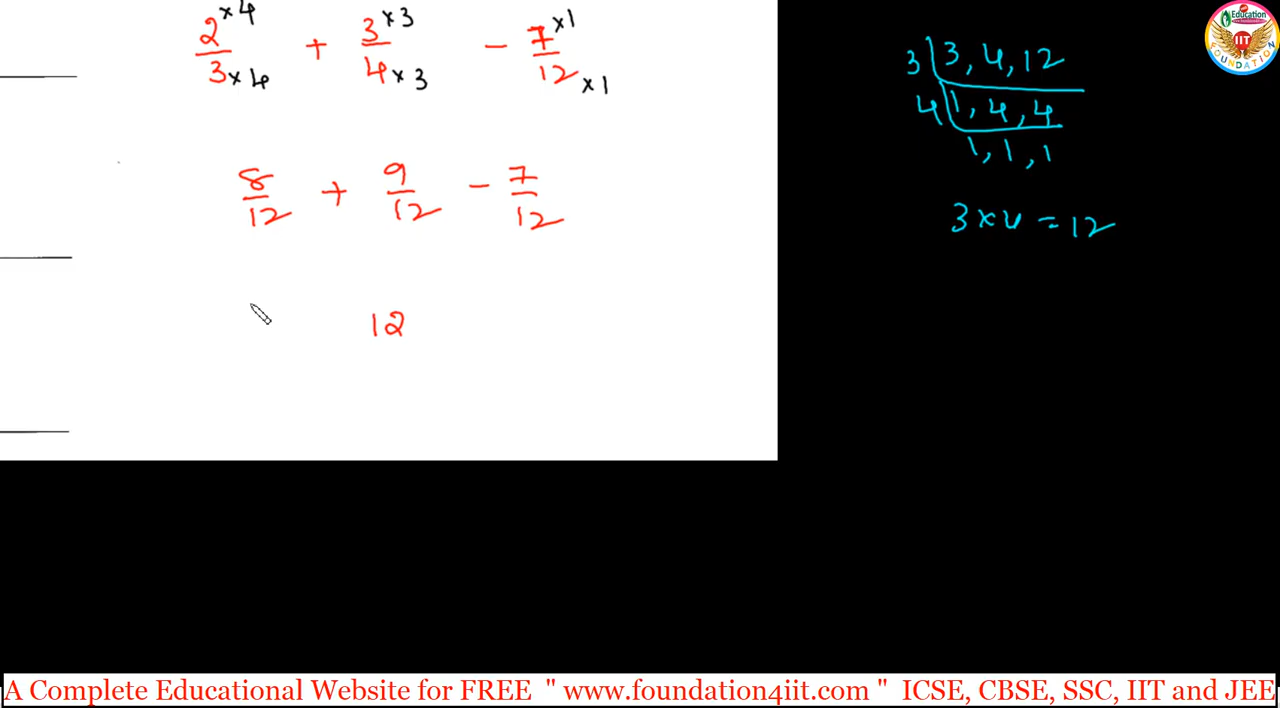 2×4/3×4 + 3×3/4×3 - 7×1/12×1
8/12 + 9/12 - 7/12
12
3 | 3, 4, 12
4 | 1, 4, 4
1, 1, 1
3×4 = 12
Education
IIT
FOUNDATION
A Complete Educational Website for FREE " www.foundation4iit.com " ICSE, CBSE, SSC, IIT and JEE